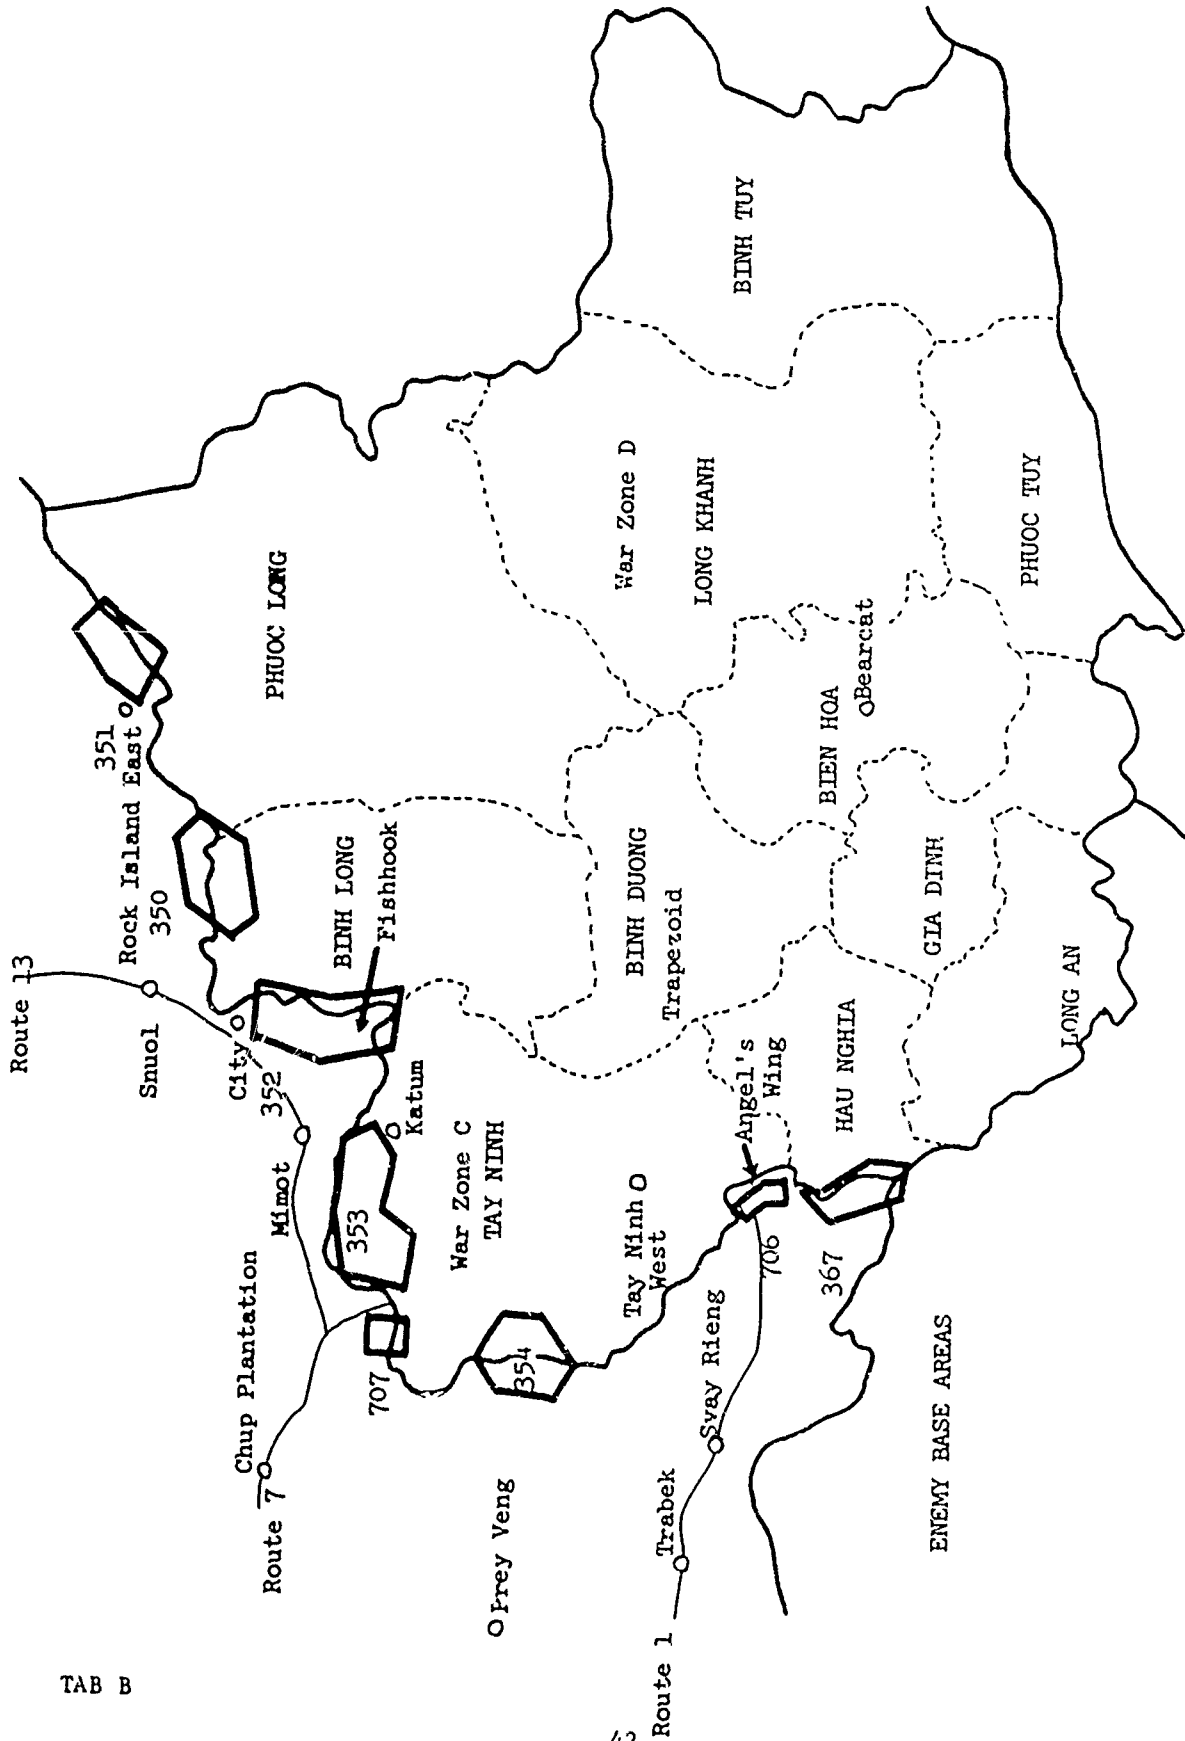 TAB B
Route 13
Snuol
Rock Island East
351
350
City
352
Mimot
Chup Plantation
Route 7
707
353
Katum
BINH LONG
Fishhook
PHUOC LONG
War Zone C
TAY NINH
354
Prey Veng
Tay Ninh
West
BINH DUONG
Trapezoid
War Zone D
LONG KHANH
BINH TUY
Route 1
Trabek
Svay Rieng
706
Angel's
Wing
367
HAU NGHIA
BIEN HOA
Bearcat
GIA DINH
PHUOC TUY
LONG AN
ENEMY BASE AREAS